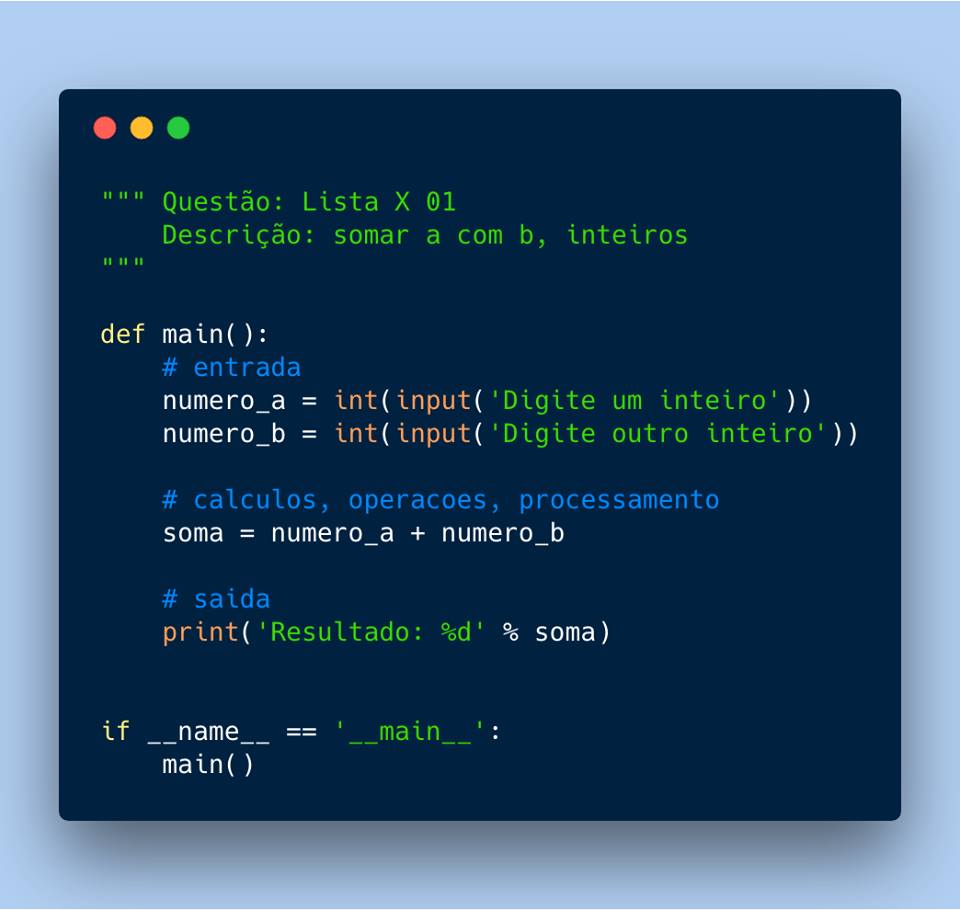 """ Questão: Lista X 01
    Descrição: somar a com b, inteiros
"""

def main():
    # entrada
    numero_a = int(input('Digite um inteiro'))
    numero_b = int(input('Digite outro inteiro'))

    # calculos, operacoes, processamento
    soma = numero_a + numero_b

    # saida
    print('Resultado: %d' % soma)


if __name__ == '__main__':
    main()